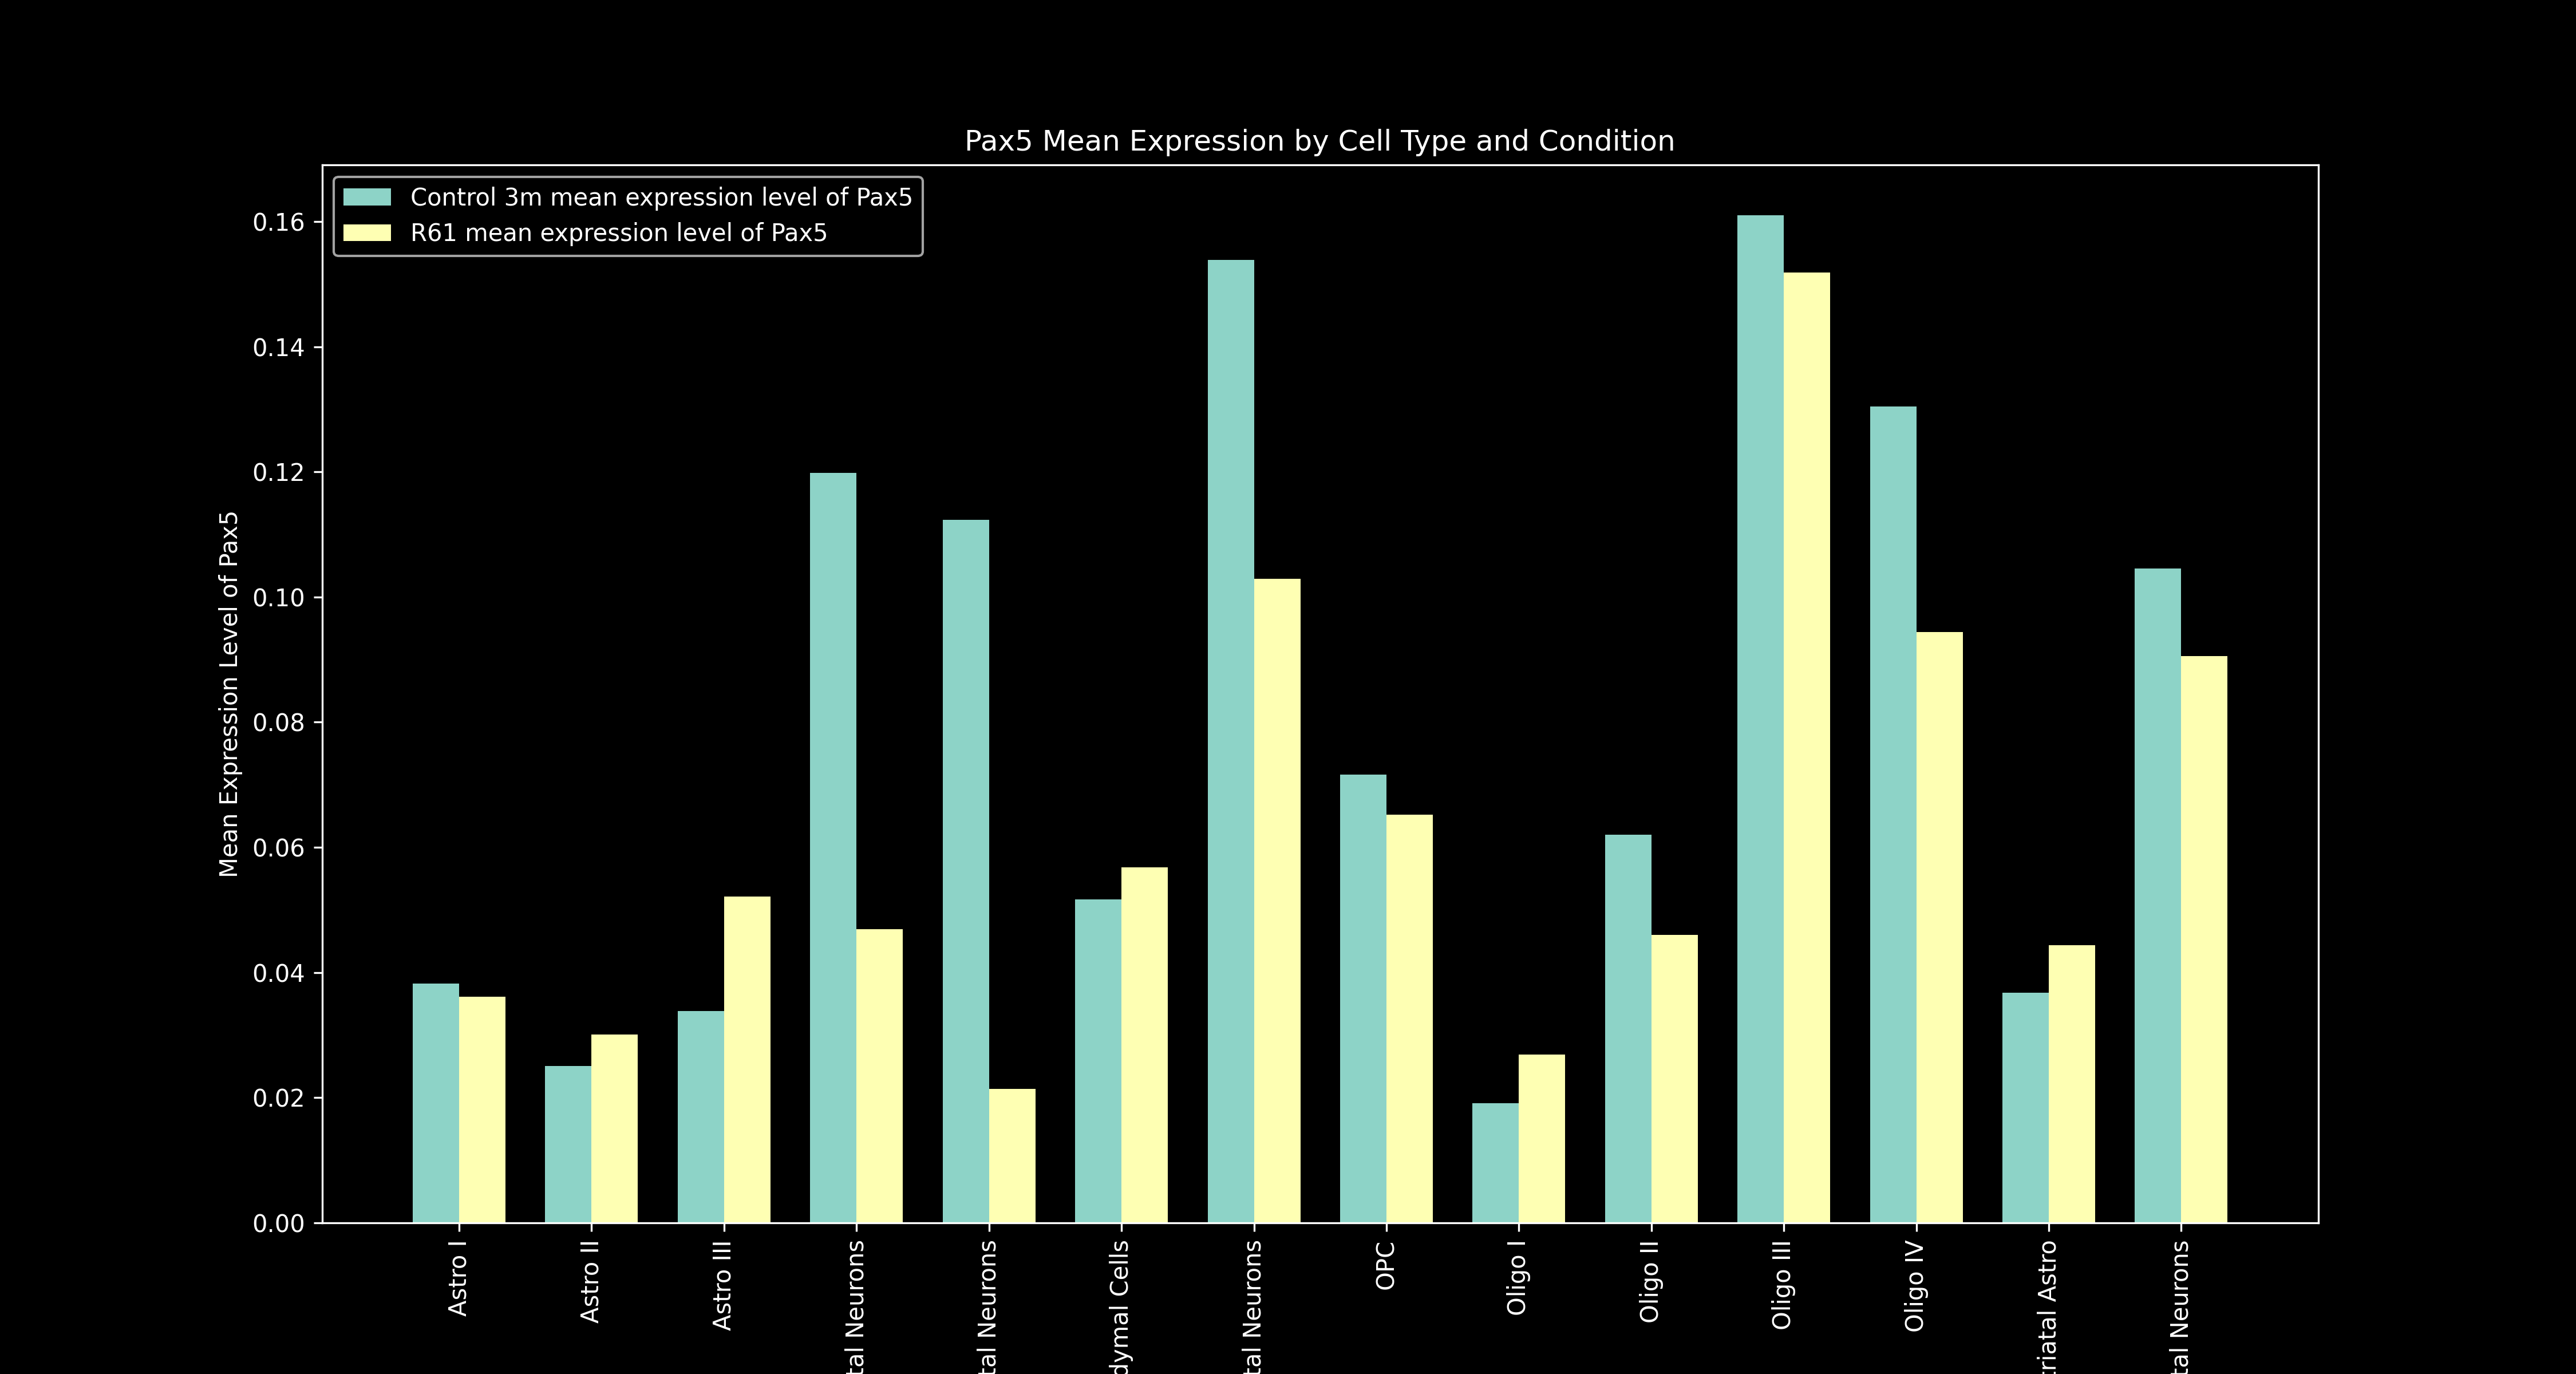 Pax5 Mean Expression by Cell Type and Condition
Control 3m mean expression level of Pax5
R61 mean expression level of Pax5
Mean Expression Level of Pax5
0.16
0.14
0.12
0.10
0.08
0.06
0.04
0.02
0.00
Astro I
Astro II
Astro III
tal Neurons
tal Neurons
dymal Cells
tal Neurons
OPC
Oligo I
Oligo II
Oligo III
Oligo IV
triatal Astro
tal Neurons